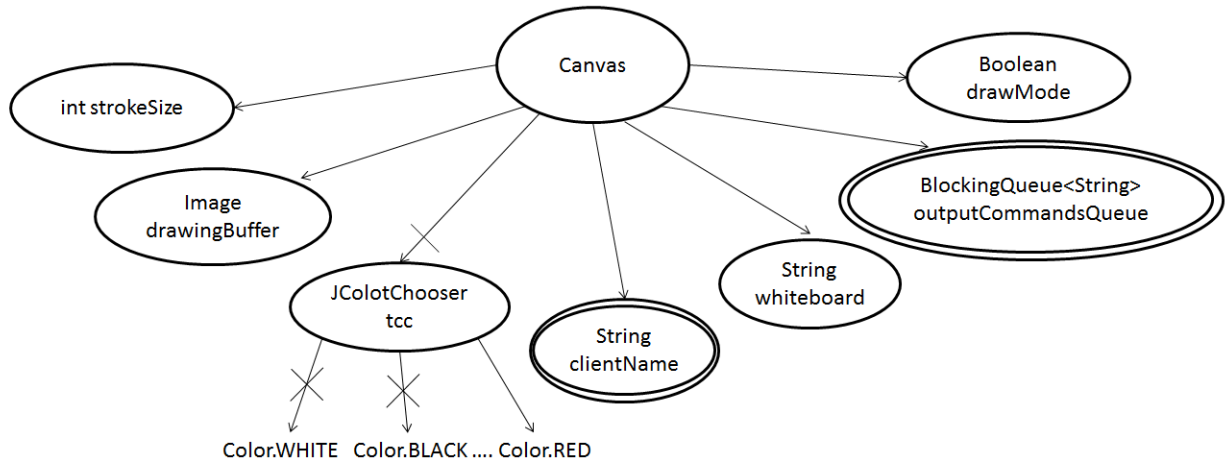 Canvas
Boolean
drawMode
int strokeSize
BlockingQueue<String>
outputCommandsQueue
Image
drawingBuffer
String
whiteboard
JColotChooser
tcc
String
clientName
Color.WHITE Color.BLACK .... Color.RED